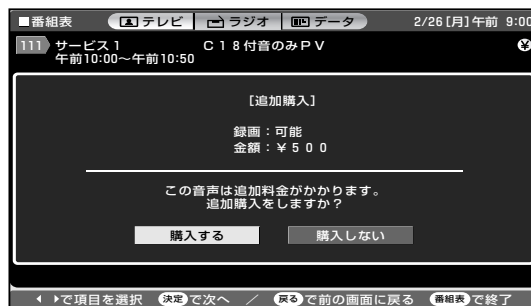 ■番組表 テレビ ラジオ データ 2/26[月]午前 9:00
111 サービス1 C18付音のみPV ¥
午前10:00～午前10:50
[追加購入]
録画:可能
金額:¥500
この音声は追加料金がかかります。
追加購入をしますか?
購入する 購入しない
で項目を選択 決定で次へ / 戻るで前の画面に戻る 番組表で終了